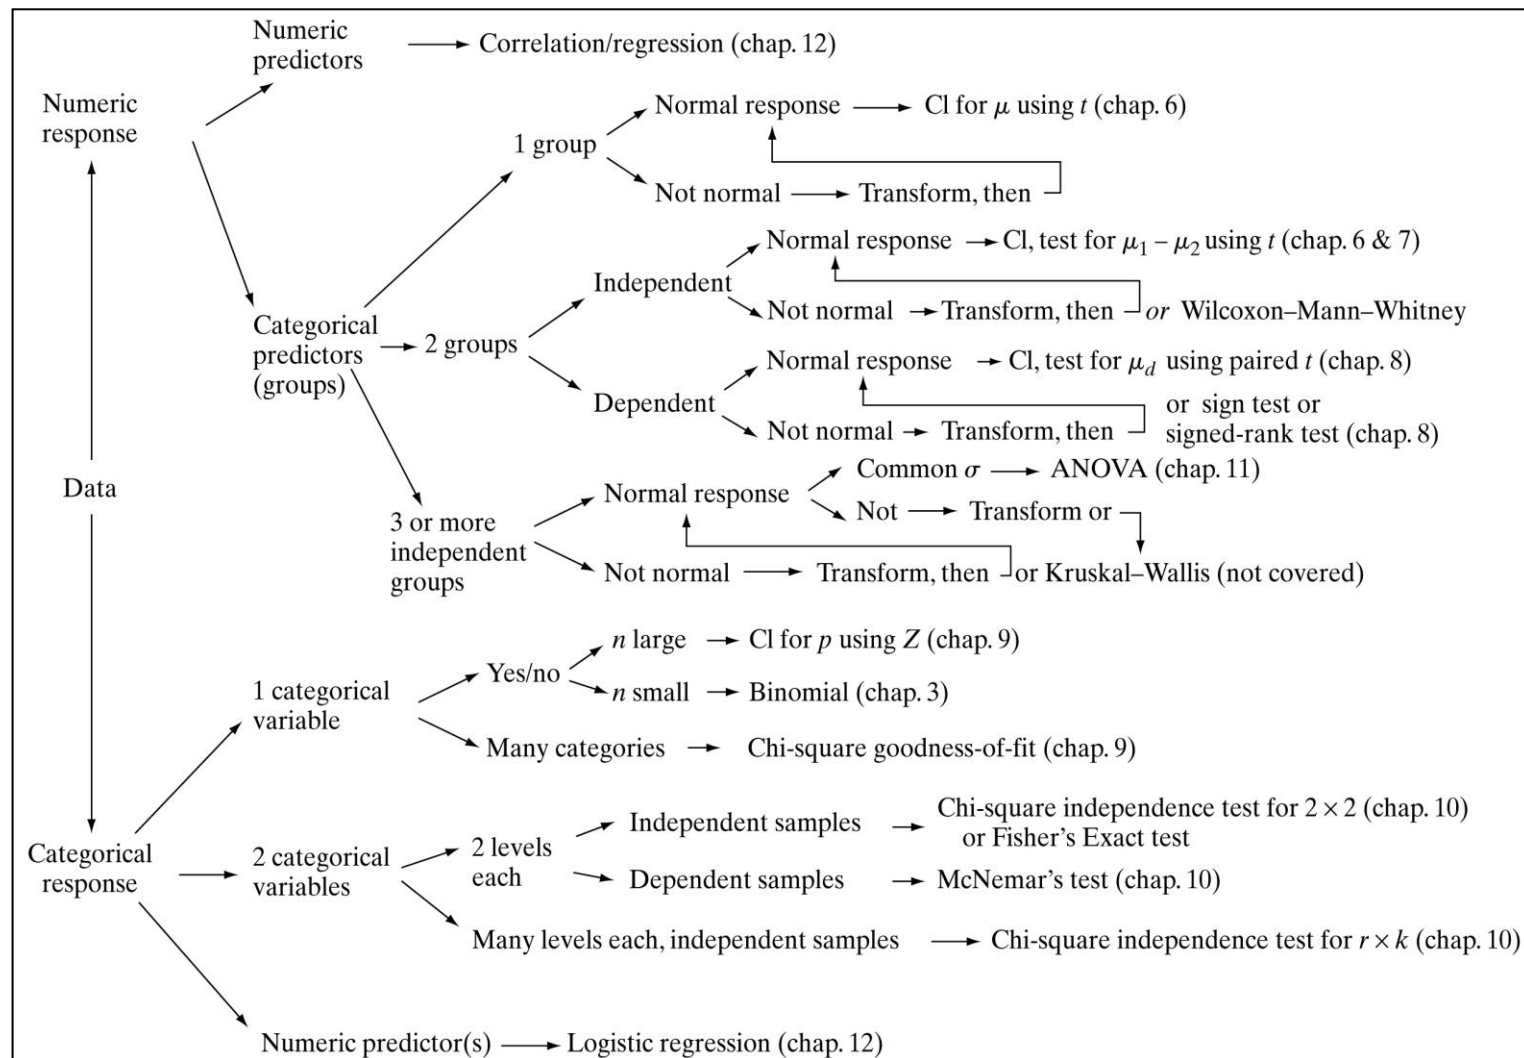 Numeric
predictors
Correlation/regression (chap. 12)
Numeric
response
Normal response
CI for μ using t (chap. 6)
1 group
Not normal
Transform, then
Normal response
CI, test for μ₁ – μ₂ using t (chap. 6 & 7)
Independent
Not normal
Transform, then
or Wilcoxon–Mann–Whitney
Categorical
predictors
(groups)
2 groups
Normal response
CI, test for μd using paired t (chap. 8)
Dependent
Not normal
Transform, then
or sign test or
signed-rank test (chap. 8)
Data
Common σ
ANOVA (chap. 11)
Normal response
Not
Transform or
3 or more
independent
groups
Not normal
Transform, then
or Kruskal–Wallis (not covered)
n large
CI for p using Z (chap. 9)
Yes/no
n small
Binomial (chap. 3)
1 categorical
variable
Many categories
Chi-square goodness-of-fit (chap. 9)
Categorical
response
2 categorical
variables
2 levels
each
Independent samples
Chi-square independence test for 2 × 2 (chap. 10)
or Fisher’s Exact test
Dependent samples
McNemar’s test (chap. 10)
Many levels each, independent samples
Chi-square independence test for r × k (chap. 10)
Numeric predictor(s)
Logistic regression (chap. 12)